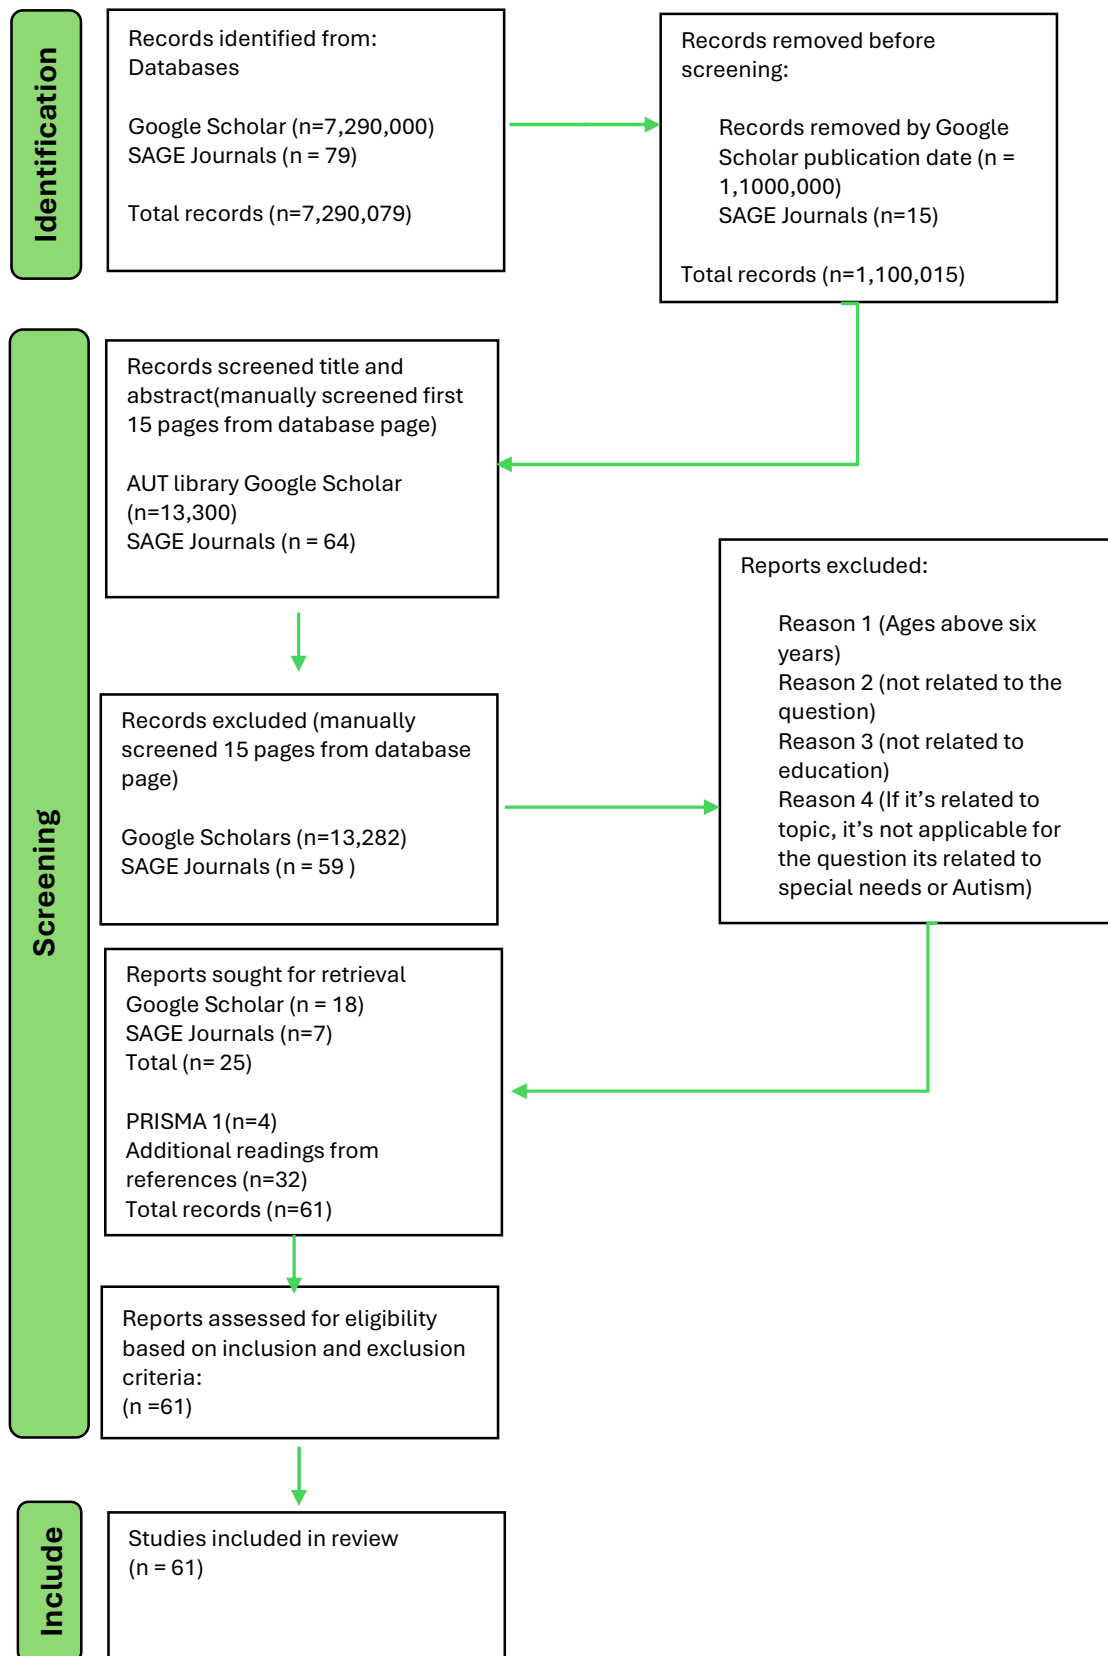 Identification
Records identified from:
Databases
Google Scholar (n=7,290,000)
SAGE Journals (n = 79)
Total records (n=7,290,079)
Records removed before
screening:
Records removed by Google
Scholar publication date (n =
1,1000,000)
SAGE Journals (n=15)
Total records (n=1,100,015)
Screening
Records screened title and
abstract(manually screened first
15 pages from database page)
AUT library Google Scholar
(n=13,300)
SAGE Journals (n = 64)
Records excluded (manually
screened 15 pages from database
page)
Google Scholars (n=13,282)
SAGE Journals (n = 59 )
Reports excluded:
Reason 1 (Ages above six
years)
Reason 2 (not related to the
question)
Reason 3 (not related to
education)
Reason 4 (If it’s related to
topic, it’s not applicable for
the question its related to
special needs or Autism)
Reports sought for retrieval
Google Scholar (n = 18)
SAGE Journals (n=7)
Total (n= 25)
PRISMA 1(n=4)
Additional readings from
references (n=32)
Total records (n=61)
Reports assessed for eligibility
based on inclusion and exclusion
criteria:
(n =61)
Include
Studies included in review
(n = 61)